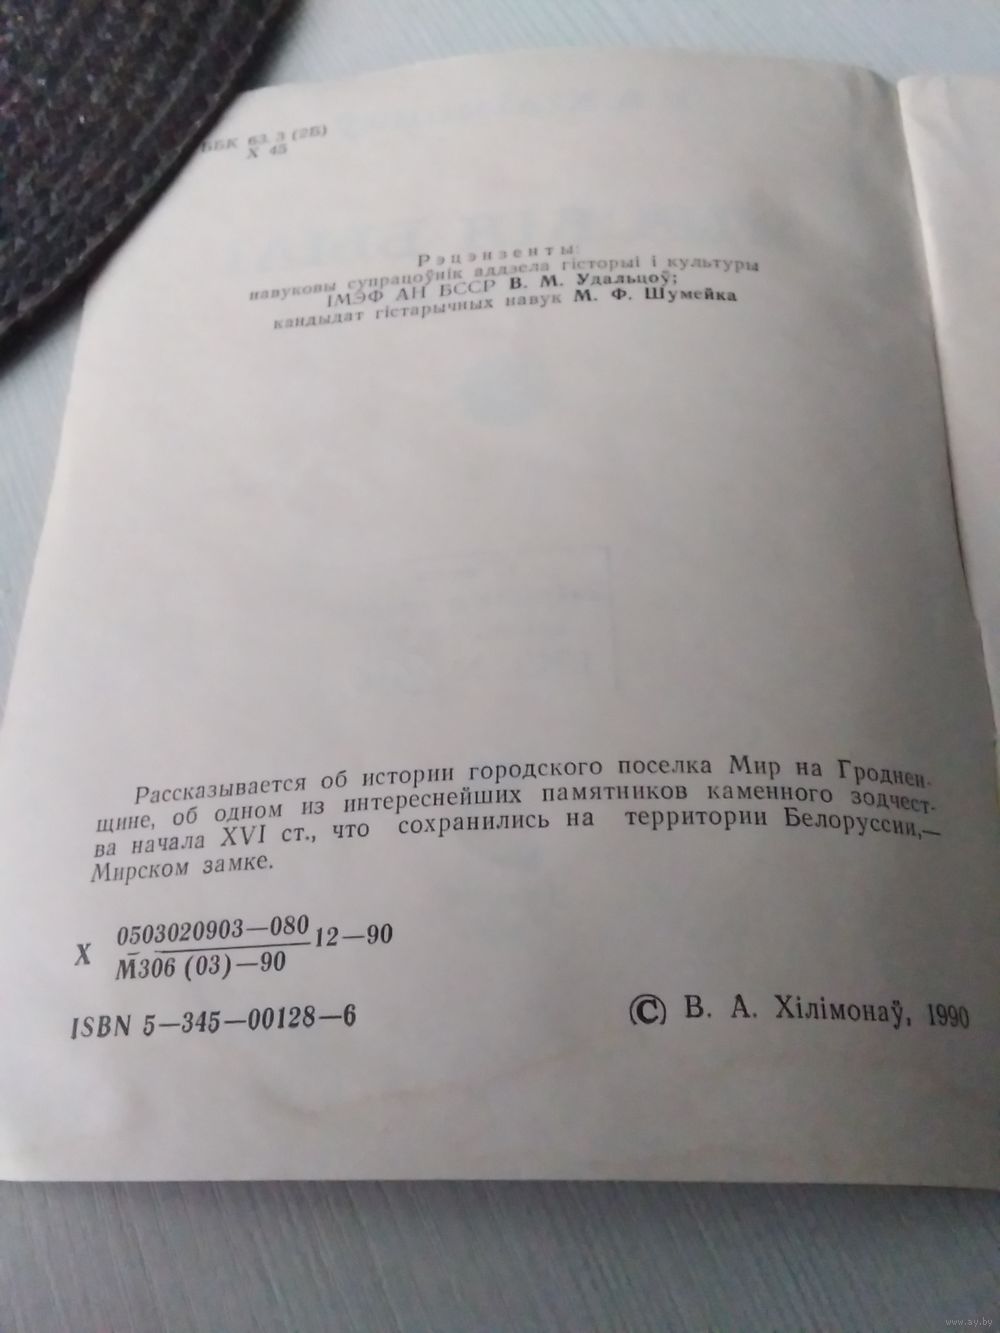 ББК 63.3 (2Б)
Х 45
Рэцэнзенты:
навуковы супрацоўнік аддзела гісторыі і культуры
ІМЭФ АН БССР В. М. Удальцоў;
кандыдат гістарычных навук М. Ф. Шумейка
Рассказывается об истории городского поселка Мир на Гроднен-
щине, об одном из интереснейших памятников каменного зодчест-
ва начала XVI ст., что сохранились на территории Белоруссии,—
Мирском замке.
Х 0503020903—080 12—90
М306 (03)—90
ISBN 5—345—00128—6
© В. А. Хілімонаў, 1990
www.ay.by